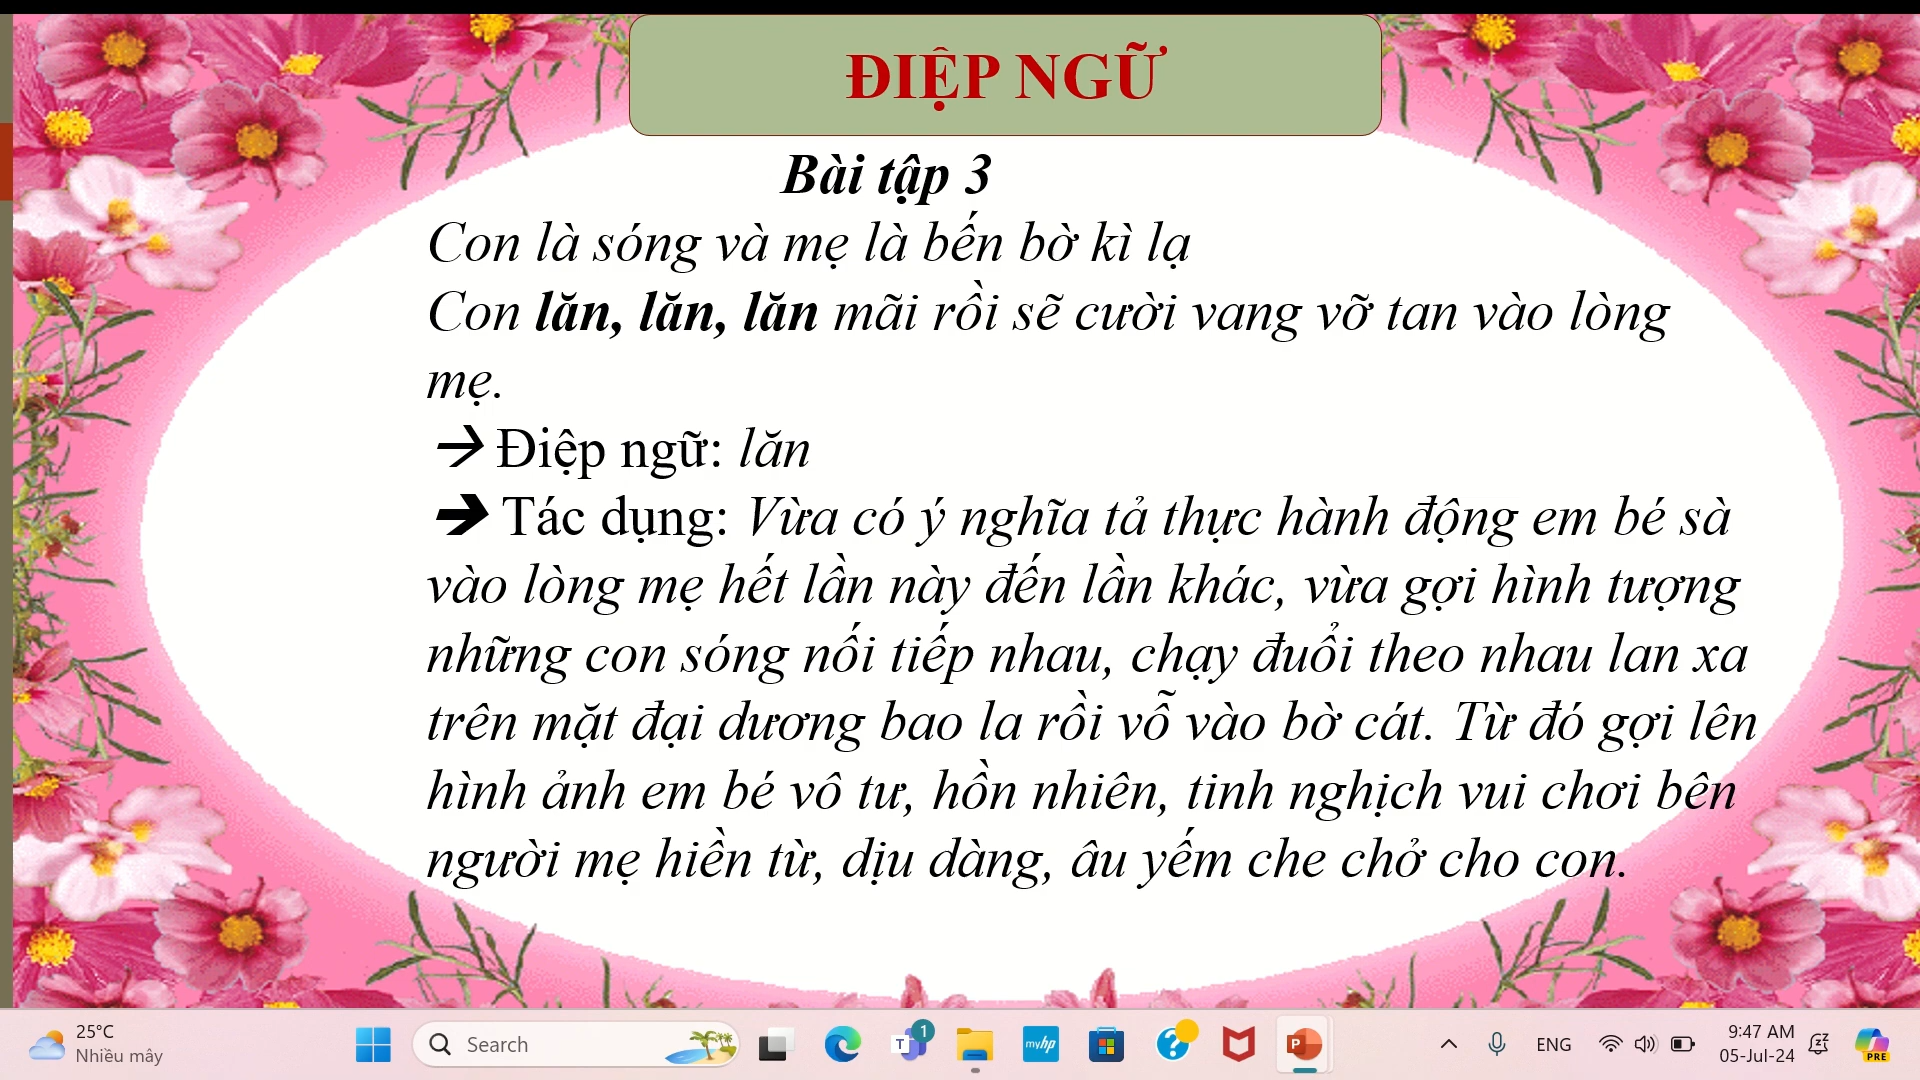 ĐIỆP NGỮ
Bài tập 3
Con là sóng và mẹ là bến bờ kì lạ
Con lăn, lăn, lăn mãi rồi sẽ cười vang vỡ tan vào lòng
mẹ.
→ Điệp ngữ: lăn
➔ Tác dụng: Vừa có ý nghĩa tả thực hành động em bé sà
vào lòng mẹ hết lần này đến lần khác, vừa gợi hình tượng
những con sóng nối tiếp nhau, chạy đuổi theo nhau lan xa
trên mặt đại dương bao la rồi vỗ vào bờ cát. Từ đó gợi lên
hình ảnh em bé vô tư, hồn nhiên, tinh nghịch vui chơi bên
người mẹ hiền từ, dịu dàng, âu yếm che chở cho con.
25°C
Nhiều mây
Search
1
T
myhp
?
P
ENG
9:47 AM
05-Jul-24
PRE